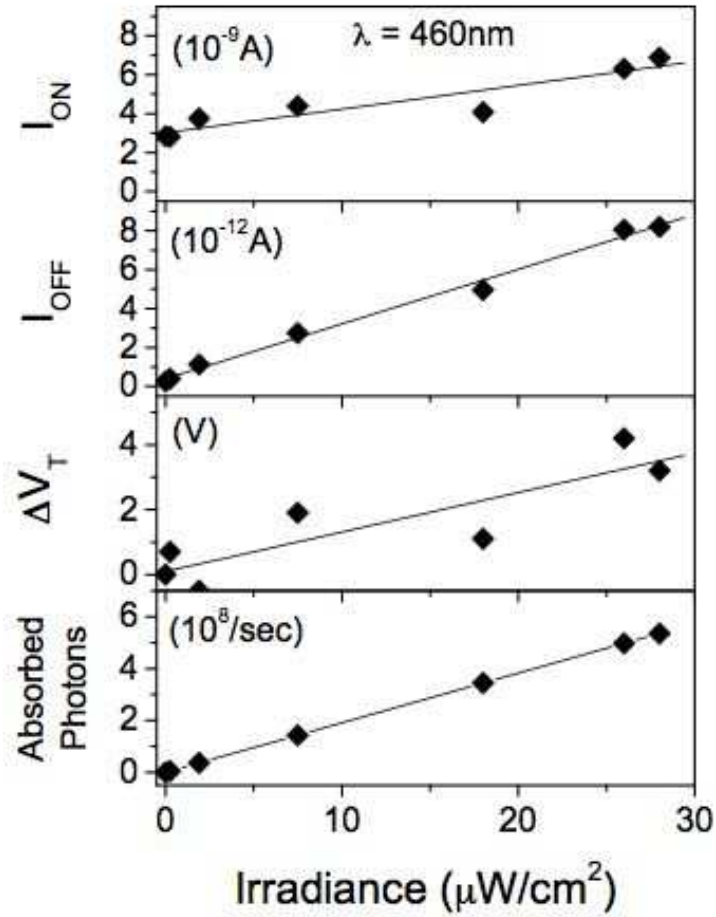 I_ON
8
6
4
2
0
(10⁻⁹A)
λ = 460nm
I_OFF
8
6
4
2
0
(10⁻¹²A)
ΔV_T
4
2
0
(V)
Absorbed
Photons
6
4
2
0
(10⁸/sec)
0 10 20 30
Irradiance (μW/cm²)